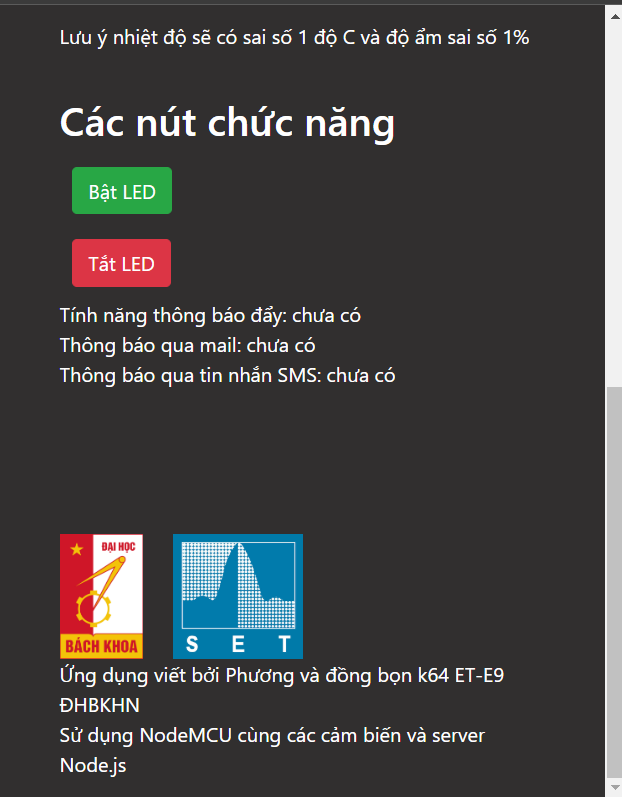 Lưu ý nhiệt độ sẽ có sai số 1 độ C và độ ẩm sai số 1%
Các nút chức năng
Bật LED
Tắt LED
Tính năng thông báo đẩy: chưa có
Thông báo qua mail: chưa có
Thông báo qua tin nhắn SMS: chưa có
ĐẠI HỌC
BÁCH KHOA
S E T
Ứng dụng viết bởi Phương và đồng bọn k64 ET-E9
ĐHBKHN
Sử dụng NodeMCU cùng các cảm biến và server
Node.js